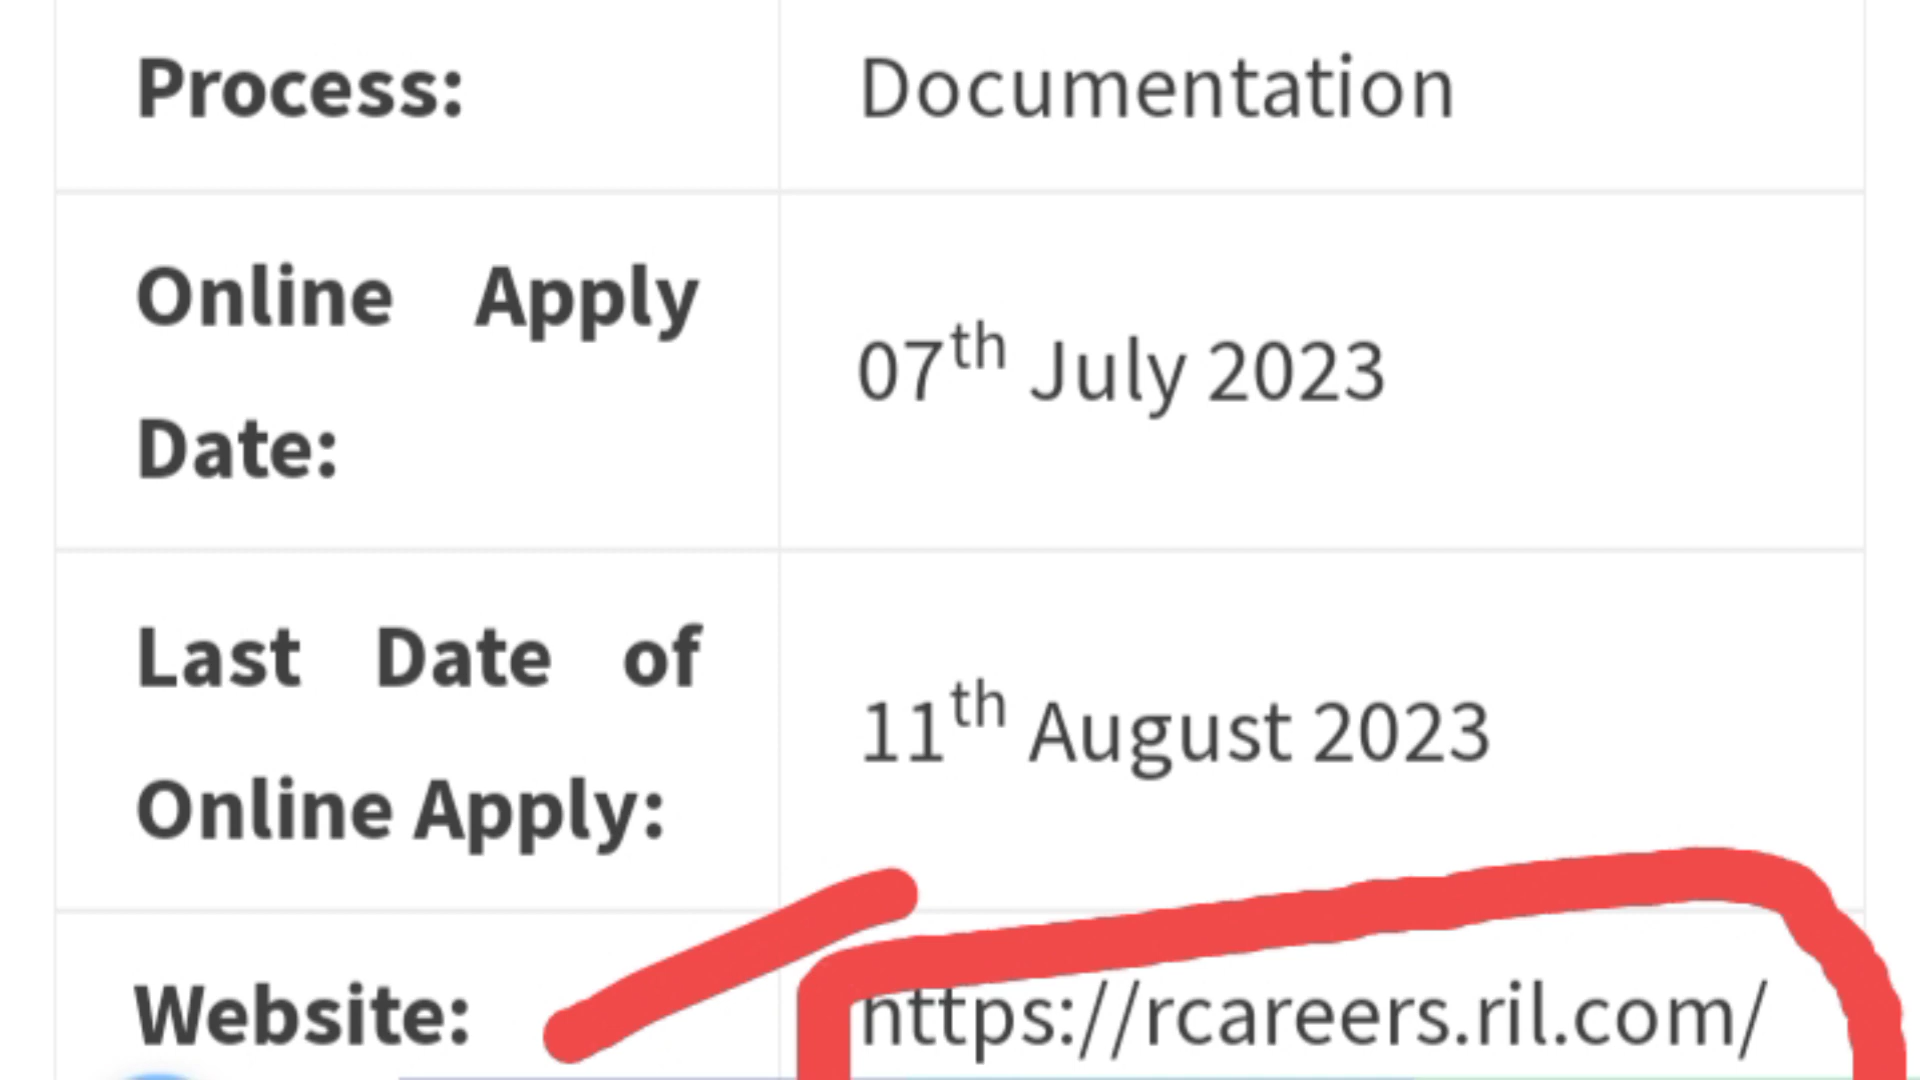 Process: Documentation
Online Apply
Date:
07th July 2023
Last Date of
Online Apply:
11th August 2023
Website: https://rcareers.ril.com/